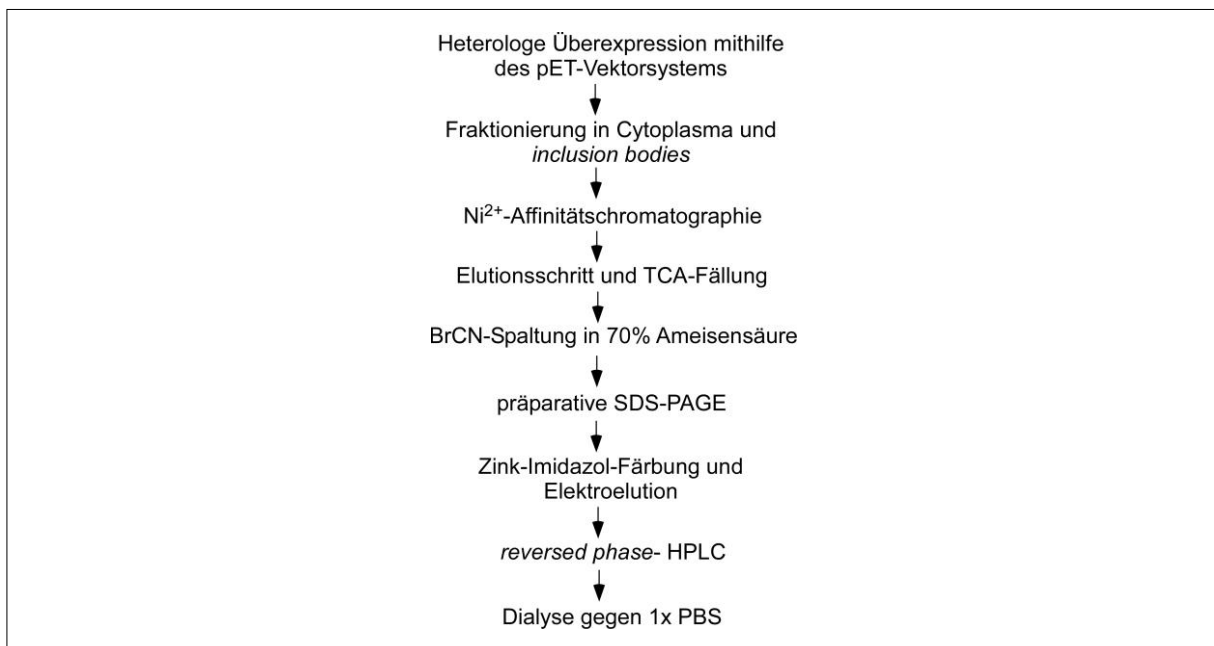 Heterologe Überexpression mithilfe
des pET-Vektorsystems
Fraktionierung in Cytoplasma und
inclusion bodies
Ni²⁺-Affinitätschromatographie
Elutionsschritt und TCA-Fällung
BrCN-Spaltung in 70% Ameisensäure
präparative SDS-PAGE
Zink-Imidazol-Färbung und
Elektroelution
reversed phase- HPLC
Dialyse gegen 1x PBS